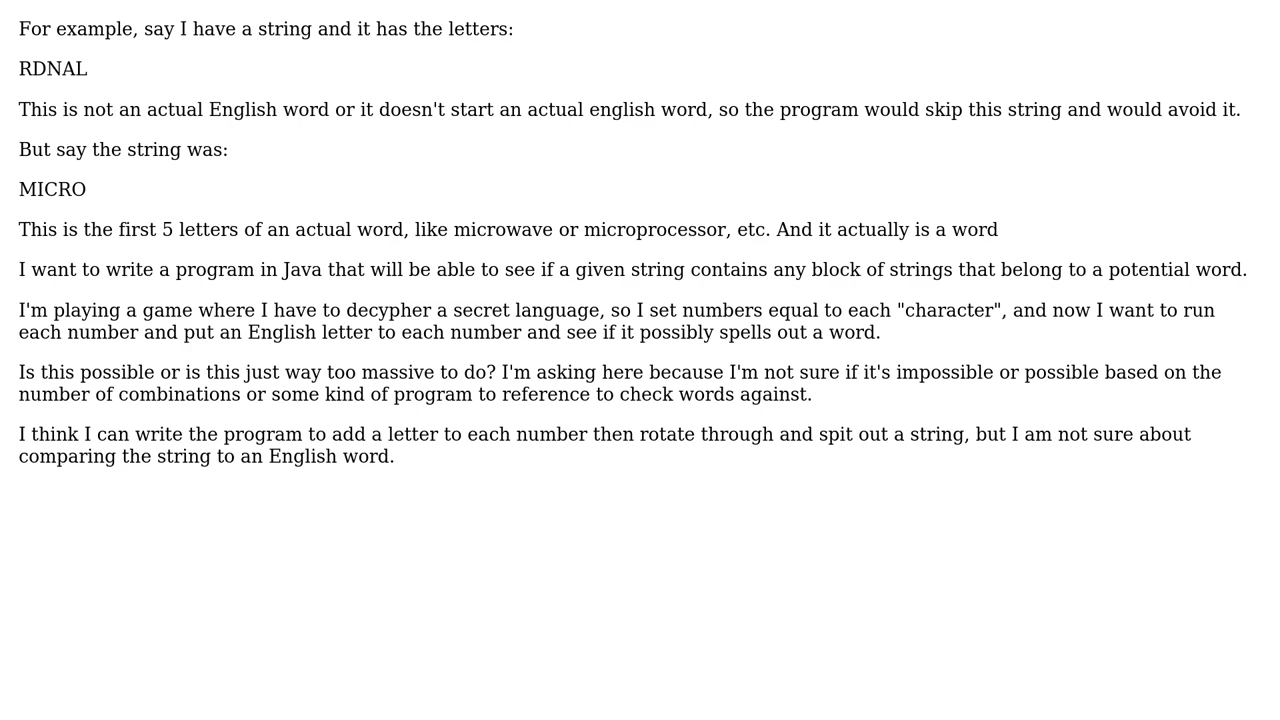 For example, say I have a string and it has the letters:
RDNAL
This is not an actual English word or it doesn't start an actual english word, so the program would skip this string and would avoid it.
But say the string was:
MICRO
This is the first 5 letters of an actual word, like microwave or microprocessor, etc. And it actually is a word
I want to write a program in Java that will be able to see if a given string contains any block of strings that belong to a potential word.
I'm playing a game where I have to decypher a secret language, so I set numbers equal to each "character", and now I want to run
each number and put an English letter to each number and see if it possibly spells out a word.
Is this possible or is this just way too massive to do? I'm asking here because I'm not sure if it's impossible or possible based on the
number of combinations or some kind of program to reference to check words against.
I think I can write the program to add a letter to each number then rotate through and spit out a string, but I am not sure about
comparing the string to an English word.